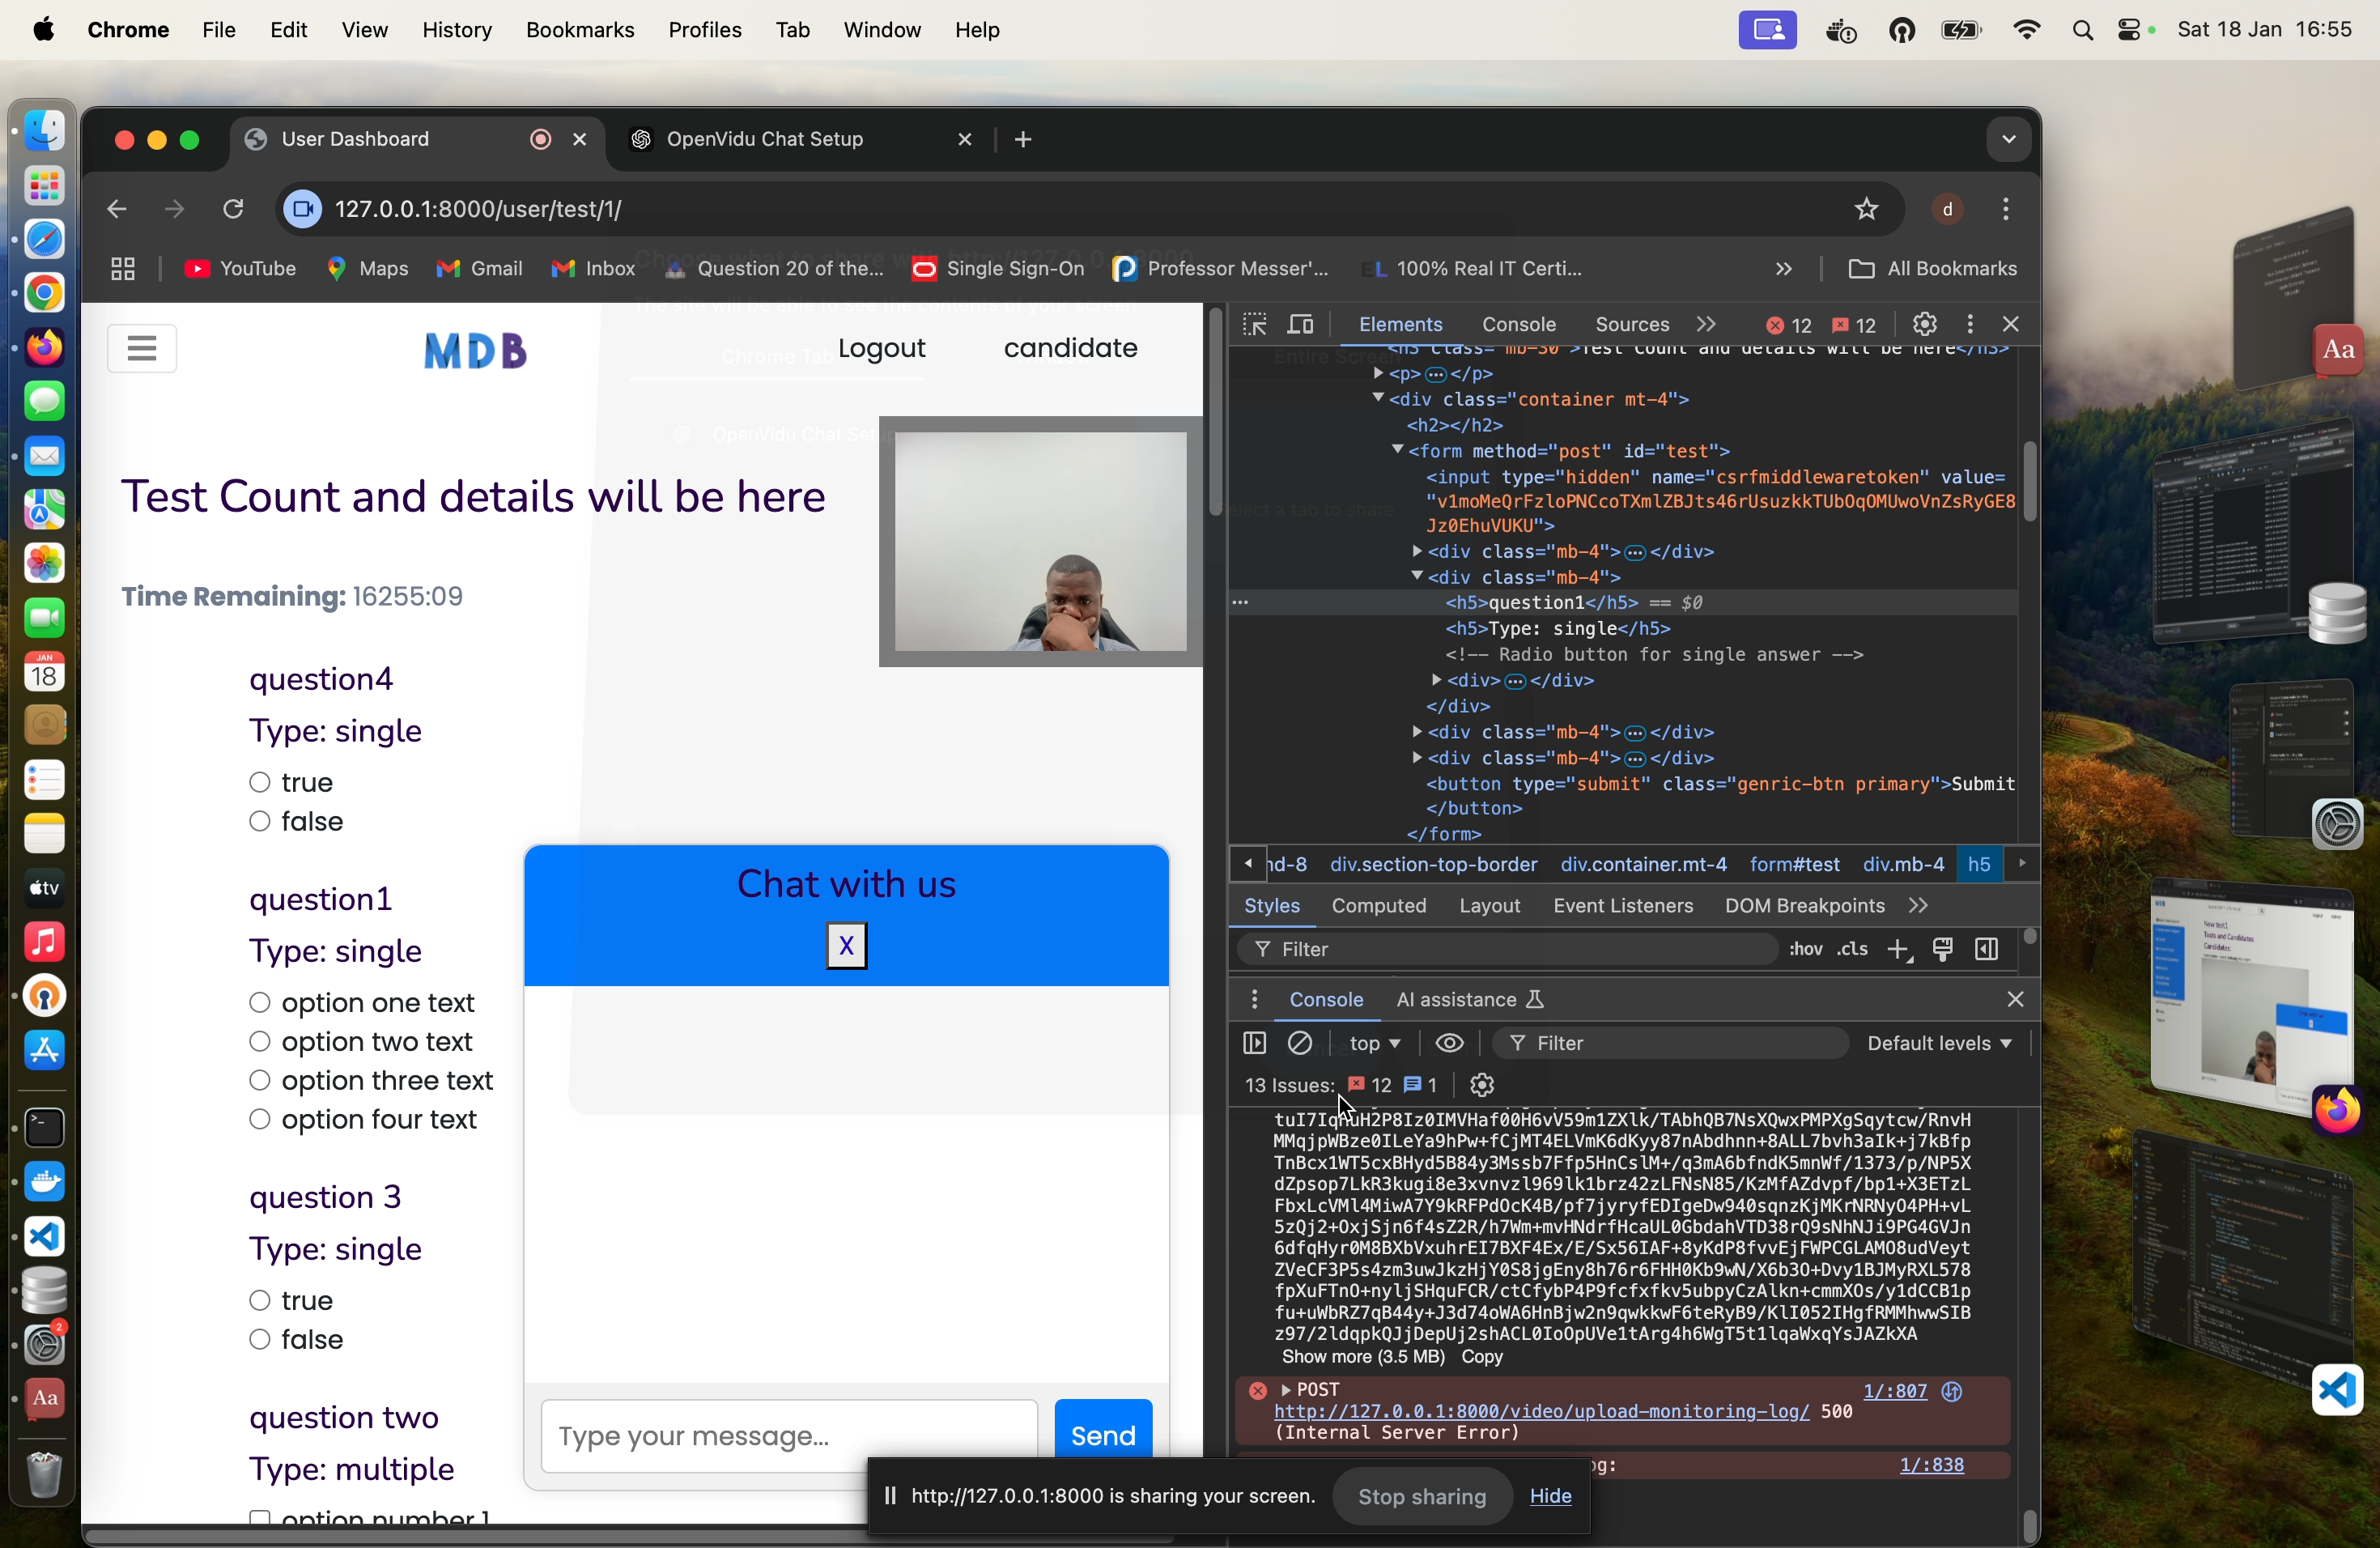 Chrome File Edit View History Bookmarks Profiles Tab Window Help Sat 18 Jan 16:55
User Dashboard
OpenVidu Chat Setup
127.0.0.1:8000/user/test/1/
d
YouTube Maps Gmail Inbox Question 20 of the... Single Sign-On Professor Messer'... 100% Real IT Certi... All Bookmarks
MDB
Logout
candidate
Test Count and details will be here
Time Remaining: 16255:09
question4
Type: single
true
false
question1
Type: single
option one text
option two text
option three text
option four text
question 3
Type: single
true
false
question two
Type: multiple
option number 1
Chat with us
X
Type your message...
Send
http://127.0.0.1:8000 is sharing your screen.
Stop sharing
Hide
Elements Console Sources 12 12
<h3 class="mb-30">Test Count and details will be here</h3>
<p></p>
<div class="container mt-4">
<h2></h2>
<form method="post" id="test">
<input type="hidden" name="csrfmiddlewaretoken" value=
"v1moMeQrFzloPNCcoTXmlZBJts46rUsuzkkTUbOqOMUwoVnZsRyGE8
Jz0EhuVUKU">
<div class="mb-4"></div>
<div class="mb-4">
<h5>question1</h5> == $0
<h5>Type: single</h5>
<!-- Radio button for single answer -->
<div></div>
</div>
<div class="mb-4"></div>
<div class="mb-4"></div>
<button type="submit" class="genric-btn primary">Submit
</button>
</form>
nd-8 div.section-top-border div.container.mt-4 form#test div.mb-4 h5
Styles Computed Layout Event Listeners DOM Breakpoints
Filter :hov .cls
Console AI assistance
top Filter Default levels
13 Issues: 12 1
MMqjpWBze0ILeYa9hPw+fCjMT4ELVmK6dKyy87nAbdhnn+8ALL7bvh3aIk+j7kBfp
TnBcx1WT5cxBHyd5B84y3Mssb7Ffp5HnCslM+/q3mA6bfndK5mnWf/1373/p/NP5X
dZpsop7LkR3kugi8e3xvnvzl969lk1brz42zLFNsN85/KzMfAZdvpf/bp1+X3ETzL
FbxLcVMl4MiwA7Y9kRFPdOcK4B/pf7jyryfEDIgeDw940sqnzKjMKrNRNyO4PH+vL
5zQj2+OxjSjn6f4sZ2R/h7Wm+mvHNdrfHcaUL0GbdahVTD38rQ9sNhNJi9PG4GVJn
6dfqHyr0M8BXbVxuhrEI7BXF4Ex/E/Sx56IAF+8yKdP8fvvEjFWPCGLAMO8udVeyt
ZVeCF3P5s4zm3uwJkzHjY0S8jgEny8h76r6FHH0Kb9wN/X6b3O+Dvy1BJMyRXL578
fpXuFTnO+nyljSHquFCR/ctCfybP4P9fcfxfkv5ubpyCzAlkn+cmmXOs/y1dCCB1p
fu+uWbRZ7qB44y+J3d74oWA6HnBjw2n9qwkkwF6teRyB9/KlI052IHgfRMMhwwSIB
z97/2ldqpkQJjDepUj2shACL0IoOpUVe1tArg4h6WgT5t1lqaWxqYsJAZkXA
Show more (3.5 MB) Copy
POST 1/:807
http://127.0.0.1:8000/video/upload-monitoring-log/ 500
(Internal Server Error)
og: 1/:838
JAN
18
tv
2
Aa
Aa